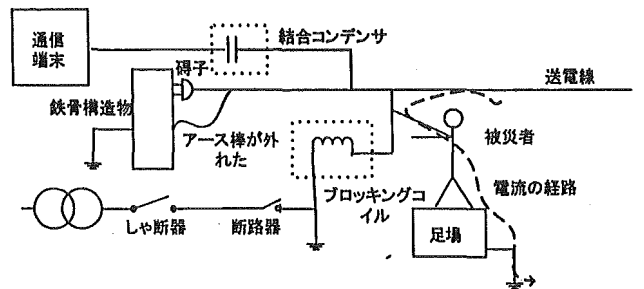 通信
端末
結合コンデンサ
碍子
送電線
鉄骨構造物
アース棒が外
れた
被災者
ブロッキングコ
イル
電流の経路
しゃ断器
断路器
足場